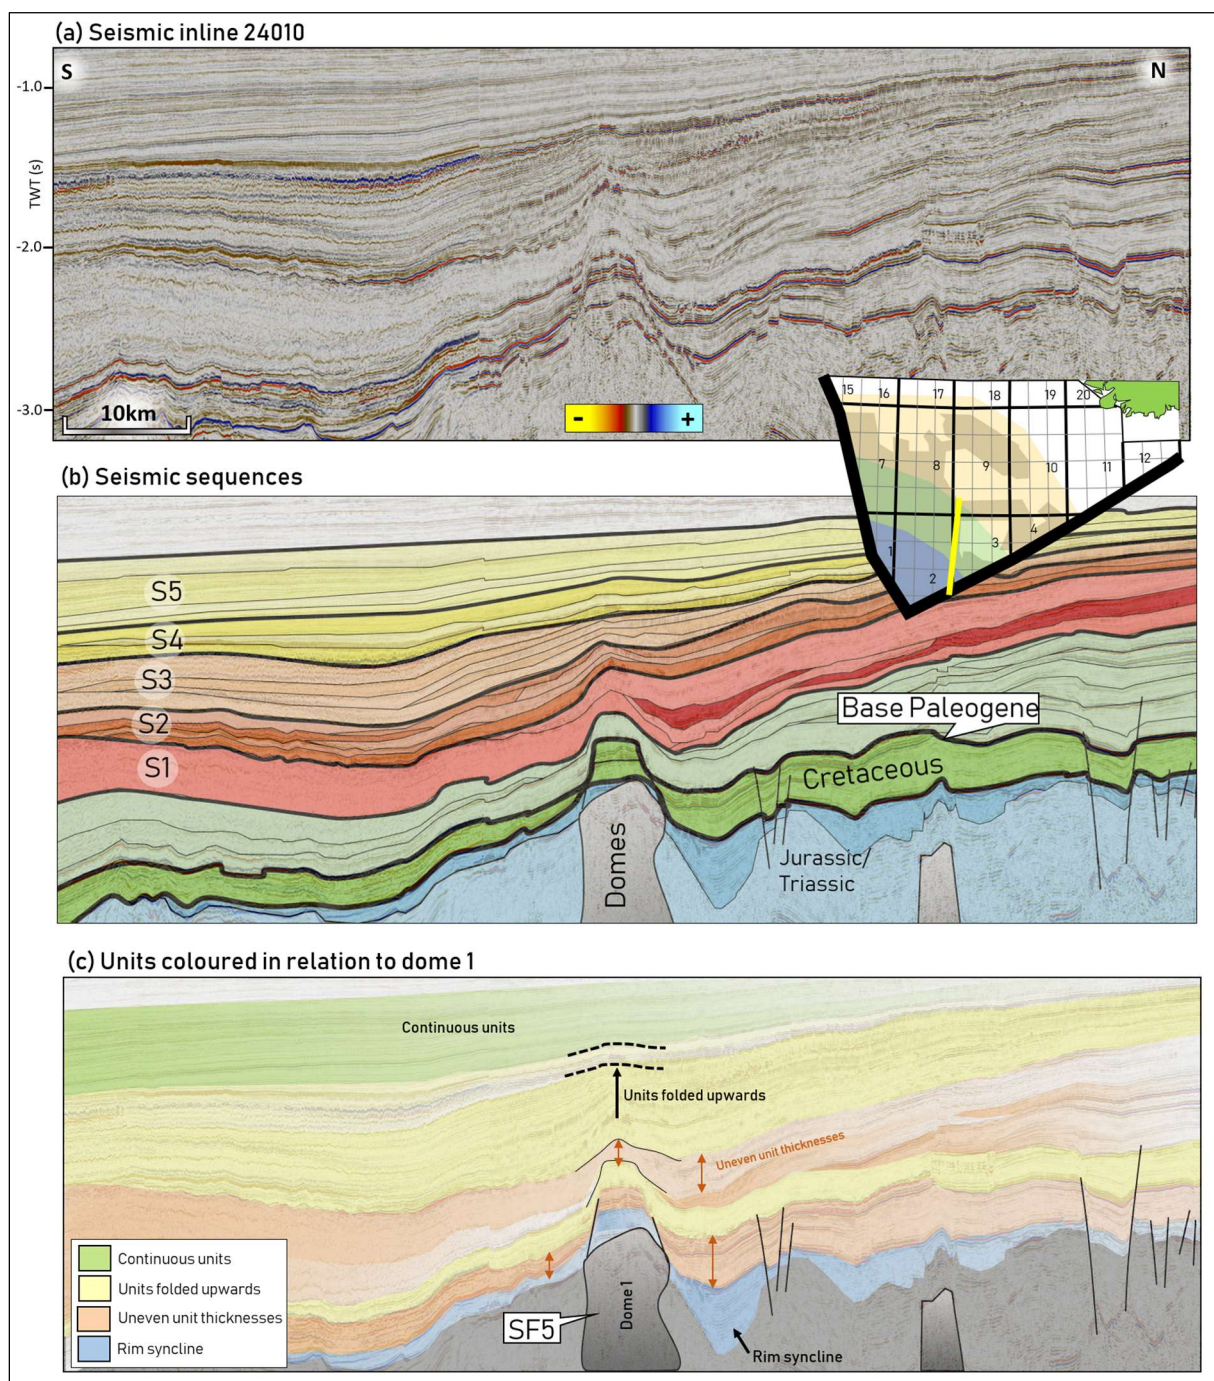 (a) Seismic inline 24010
S
N
-1.0
TWT (s)
-2.0
-3.0
10km
- +
15 16 17 18 19 20
7 8 9 10 11 12
1 2 3 4
(b) Seismic sequences
S5
S4
S3
S2
S1
Base Paleogene
Cretaceous
Domes
Jurassic/
Triassic
(c) Units coloured in relation to dome 1
Continuous units
Units folded upwards
Uneven unit thicknesses
Dome 1
SF5
Rim syncline
Continuous units
Units folded upwards
Uneven unit thicknesses
Rim syncline